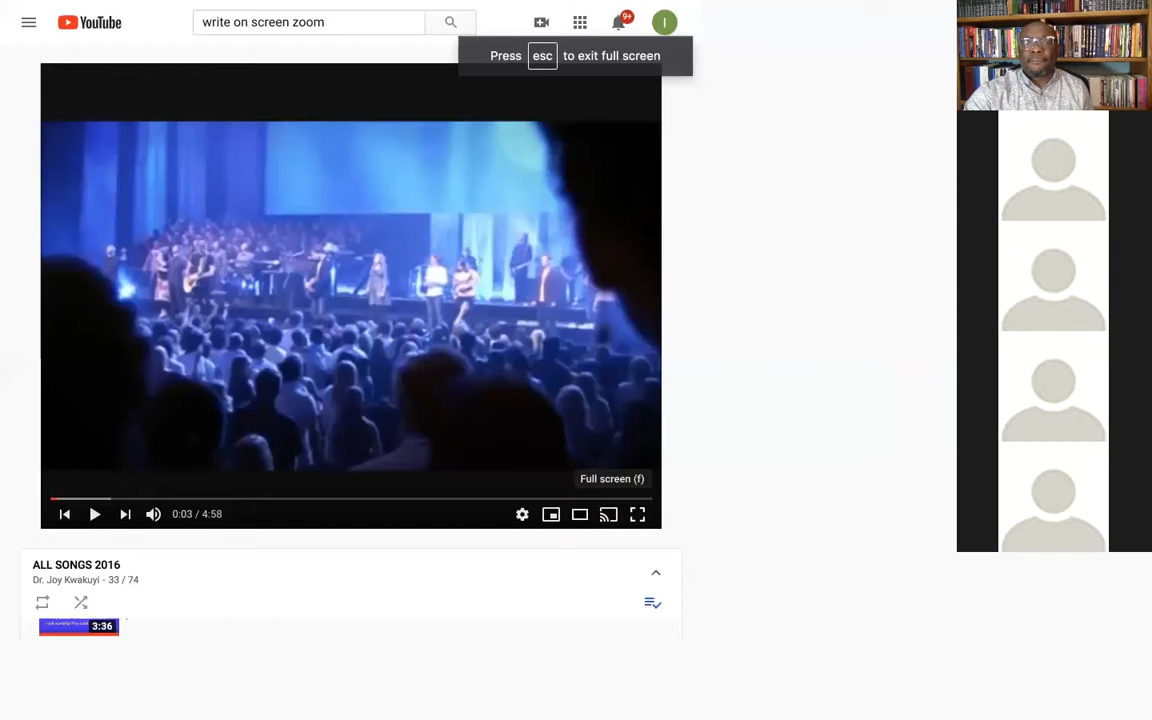 YouTube
write on screen zoom
9+
I
Press esc to exit full screen
Full screen (f)
0:03 / 4:58
ALL SONGS 2016
Dr. Joy Kwakuyi - 33 / 74
3:36